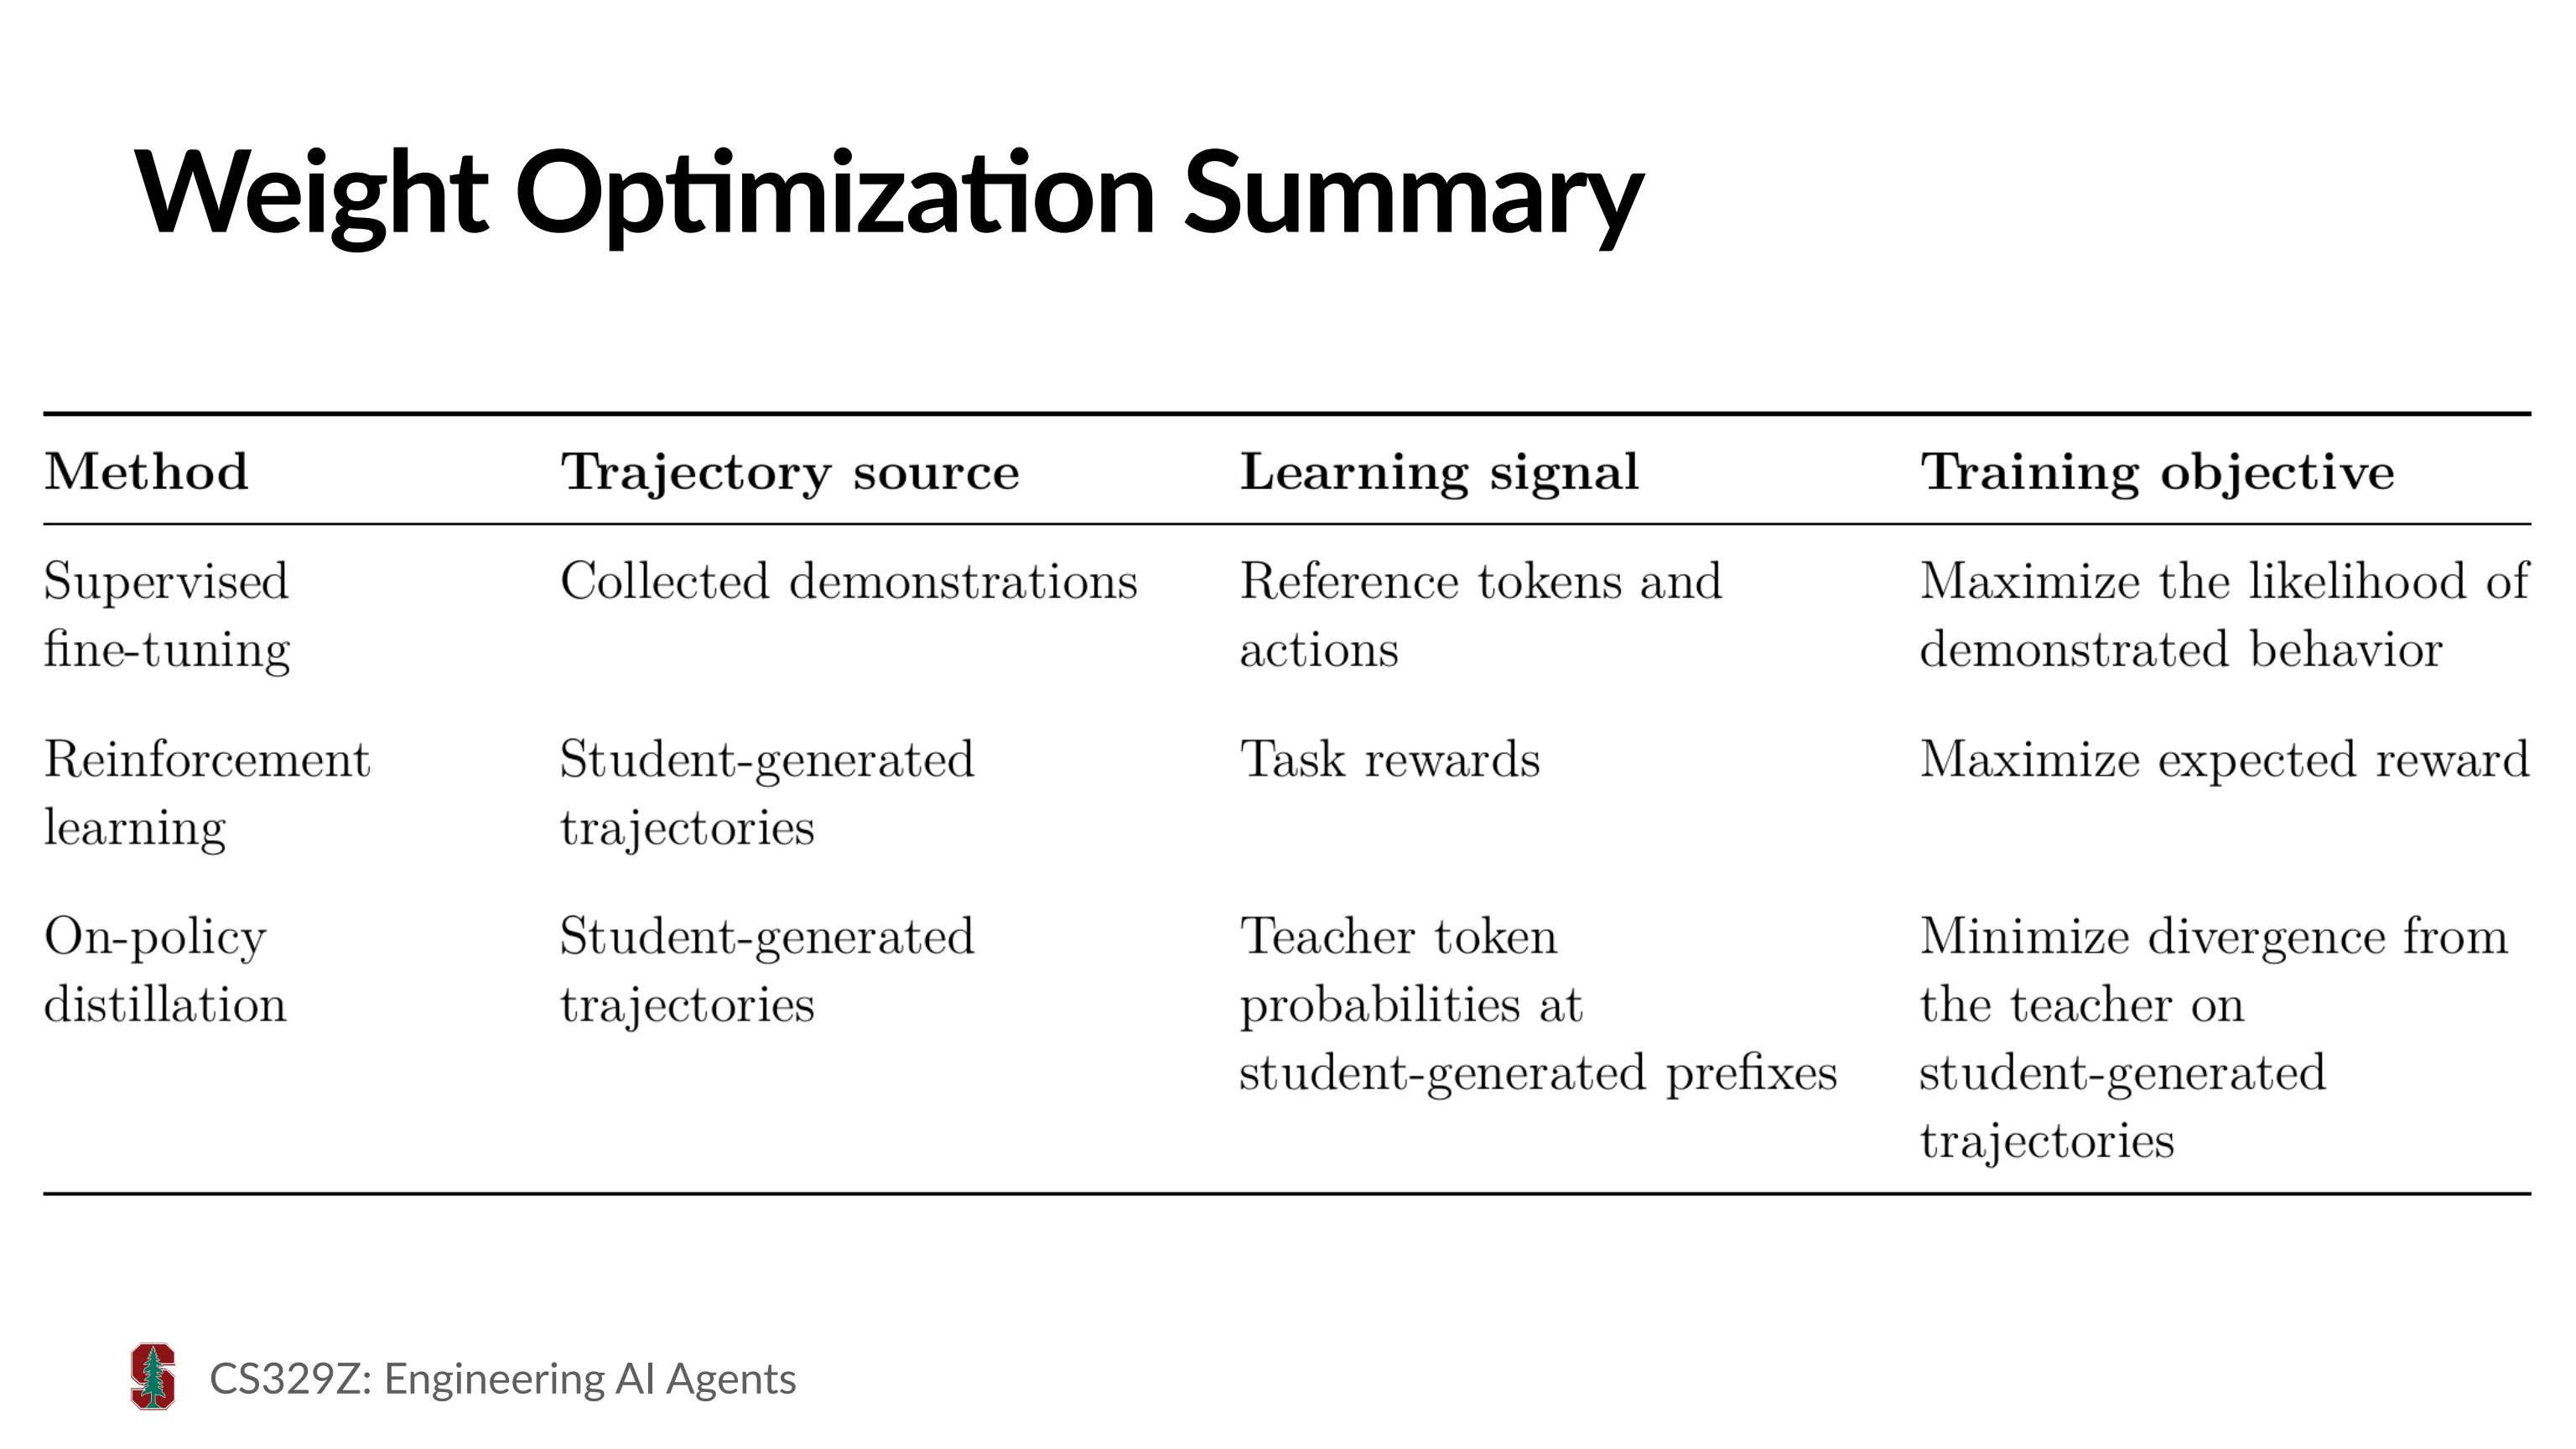 Weight Optimization Summary
Method Trajectory source Learning signal Training objective
Supervised fine-tuning Collected demonstrations Reference tokens and actions Maximize the likelihood of demonstrated behavior
Reinforcement learning Student-generated trajectories Task rewards Maximize expected reward
On-policy distillation Student-generated trajectories Teacher token probabilities at student-generated prefixes Minimize divergence from the teacher on student-generated trajectories
CS329Z: Engineering AI Agents